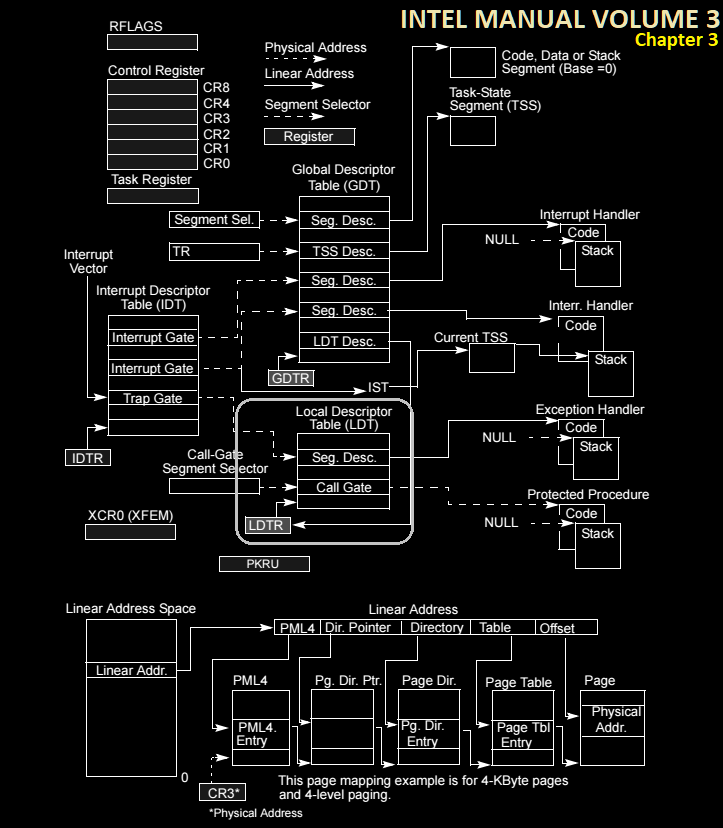 INTEL MANUAL VOLUME 3
Chapter 3
RFLAGS
Control Register
CR8
CR4
CR3
CR2
CR1
CR0
Task Register
Physical Address
Linear Address
Segment Selector
Register
Code, Data or Stack
Segment (Base =0)
Task-State
Segment (TSS)
Global Descriptor
Table (GDT)
Segment Sel.
Seg. Desc.
TR
TSS Desc.
Seg. Desc.
Seg. Desc.
LDT Desc.
GDTR
Interrupt Handler
NULL
Code
Stack
Interrupt
Vector
Interrupt Descriptor
Table (IDT)
Interrupt Gate
Interrupt Gate
Trap Gate
IDTR
Interr. Handler
Code
Current TSS
Stack
IST
Local Descriptor
Table (LDT)
Seg. Desc.
Call Gate
LDTR
Call-Gate
Segment Selector
Exception Handler
Code
NULL
Stack
Protected Procedure
Code
NULL
Stack
XCR0 (XFEM)
PKRU
Linear Address Space
Linear Addr.
0
Linear Address
PML4
Dir. Pointer
Directory
Table
Offset
PML4
PML4.
Entry
Pg. Dir. Ptr.
Page Dir.
Pg. Dir.
Entry
Page Table
Page Tbl
Entry
Page
Physical
Addr.
CR3*
This page mapping example is for 4-KByte pages
and 4-level paging.
*Physical Address